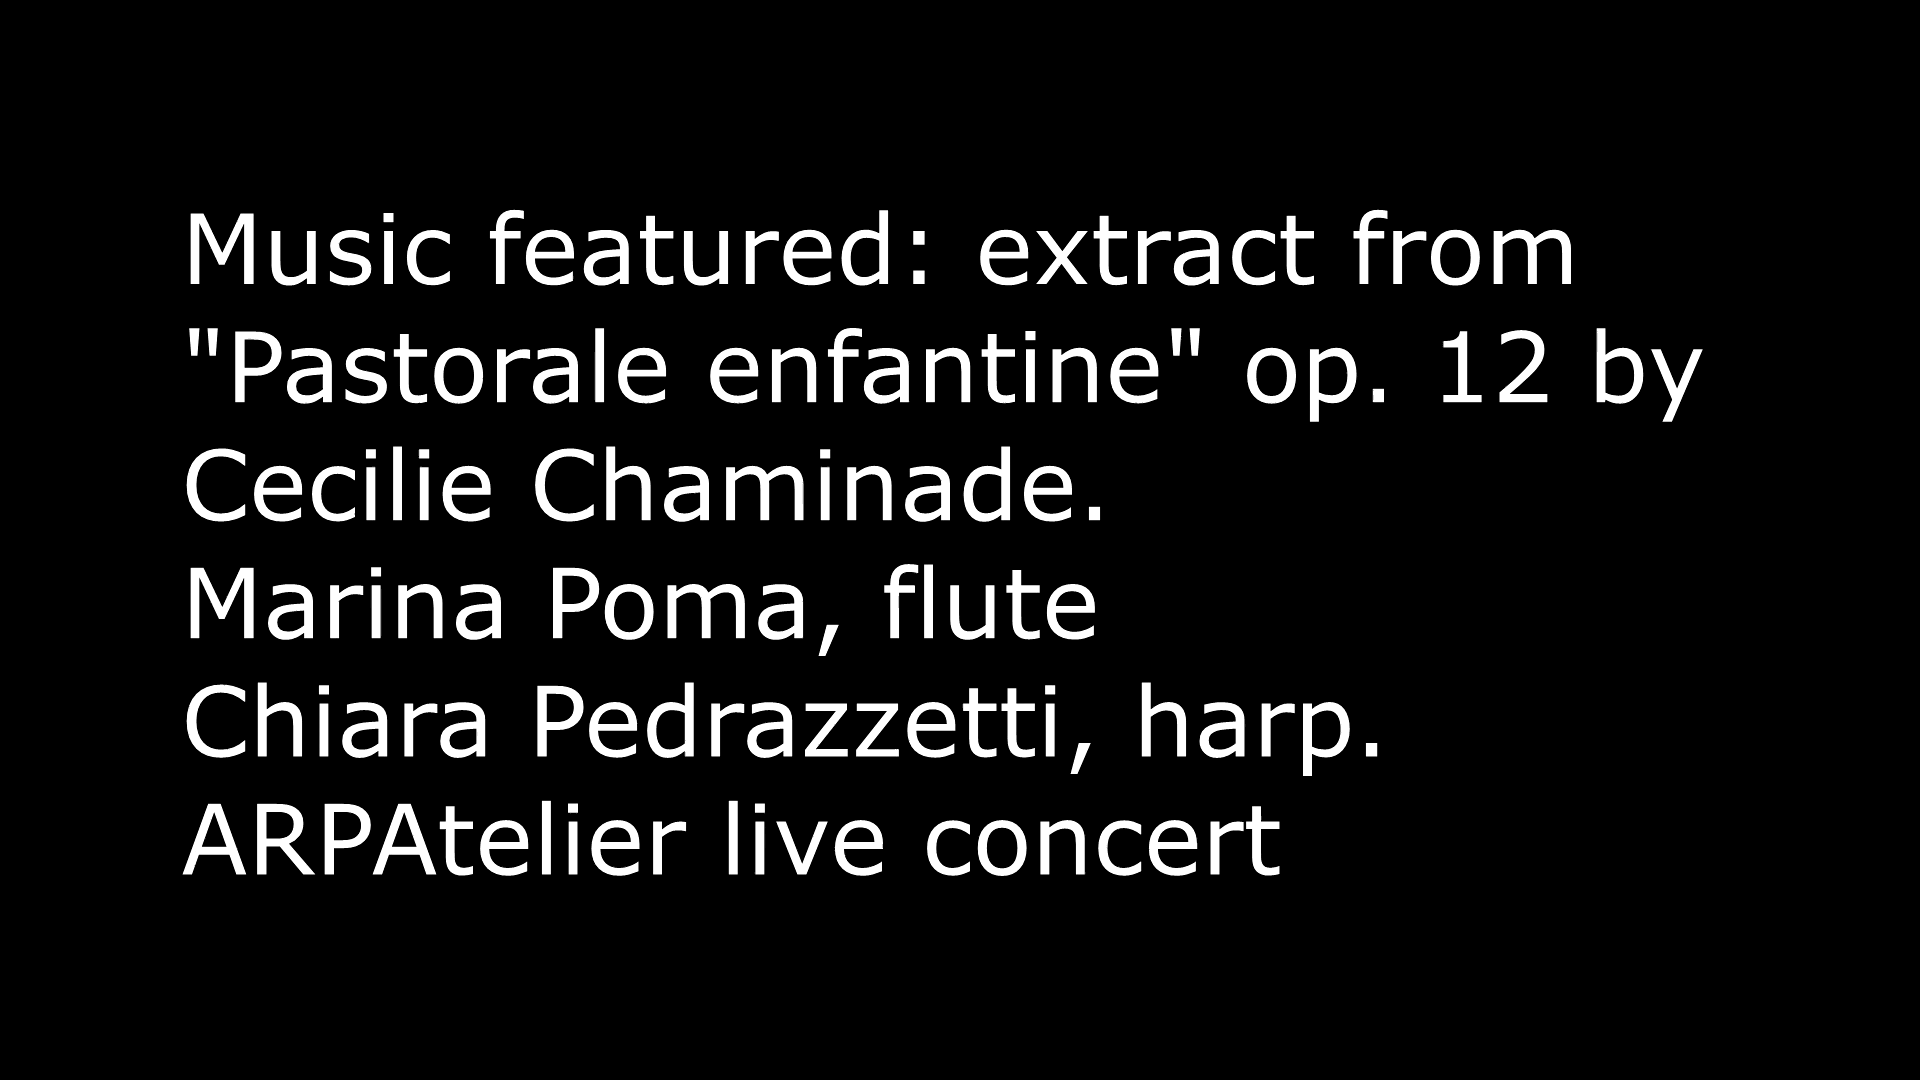 Music featured: extract from
"Pastorale enfantine" op. 12 by
Cecilie Chaminade.
Marina Poma, flute
Chiara Pedrazzetti, harp.
ARPAtelier live concert